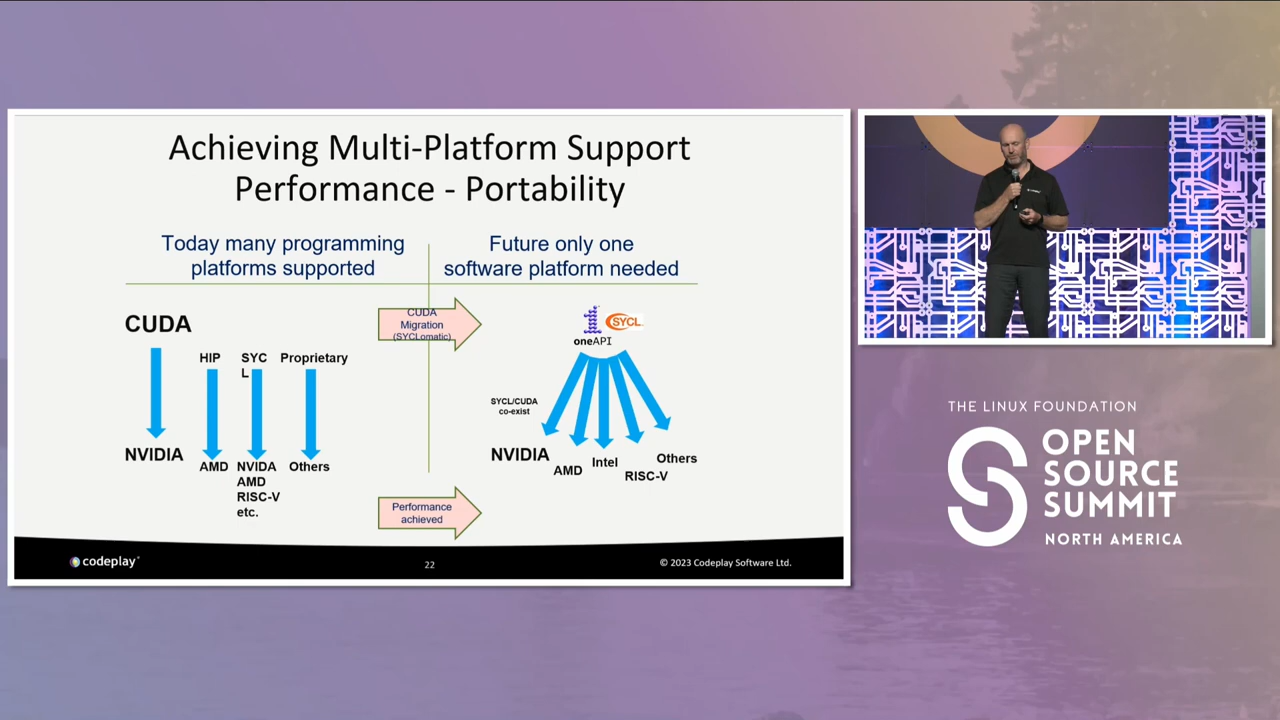 Achieving Multi-Platform Support
Performance - Portability
Today many programming
platforms supported
Future only one
software platform needed
CUDA
HIP
SYC
L
Proprietary
NVIDIA
AMD
NVIDA
AMD
RISC-V
etc.
Others
CUDA
Migration
(SYCLomatic)
SYCL
oneAPI
SYCL/CUDA
co-exist
NVIDIA
AMD
Intel
RISC-V
Others
Performance
achieved
codeplay
22
© 2023 Codeplay Software Ltd.
THE LINUX FOUNDATION
OPEN
SOURCE
SUMMIT
NORTH AMERICA